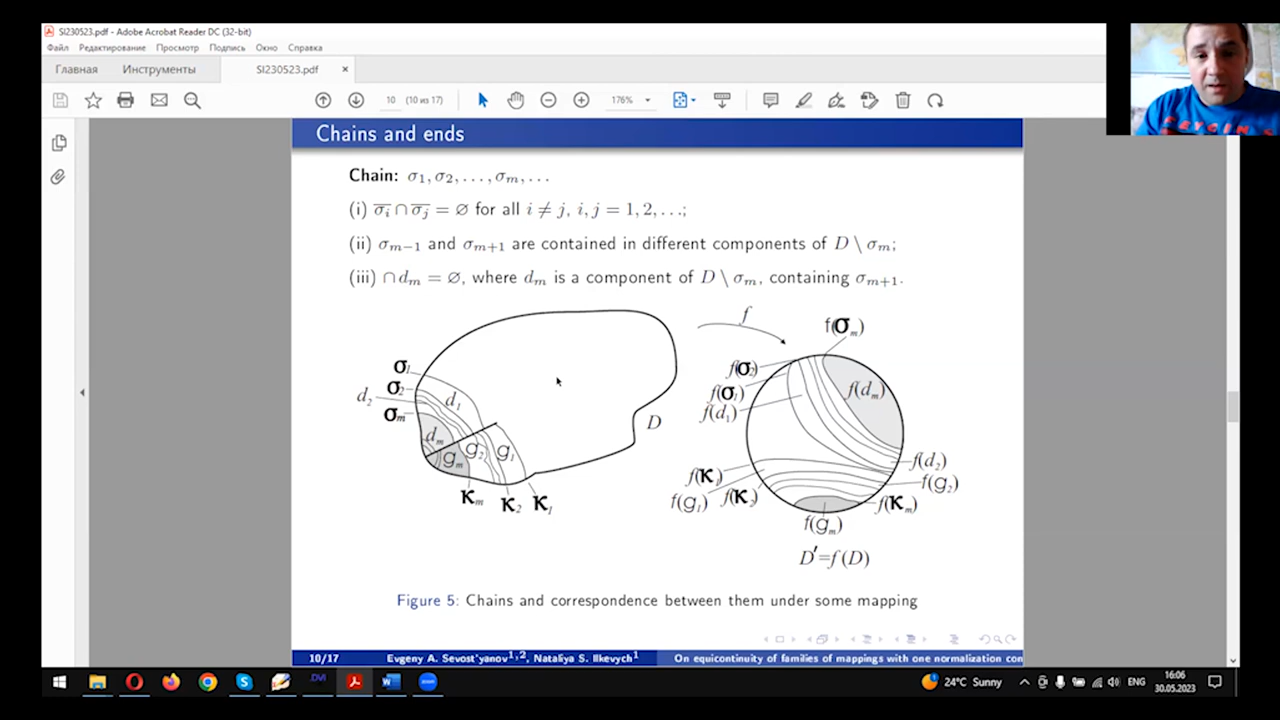 SI230523.pdf - Adobe Acrobat Reader DC (32-bit)
Файл Редактирование Просмотр Подпись Окно Справка
Главная Инструменты SI230523.pdf ×
10 (10 из 17) 176%
Chains and ends
Chain: σ₁, σ₂, . . . , σₘ, . . .
(i) σ̅ᵢ ∩ σ̅ⱼ = ∅ for all i ≠ j, i, j = 1, 2, . . .;
(ii) σₘ₋₁ and σₘ₊₁ are contained in different components of D \ σₘ;
(iii) ∩dₘ = ∅, where dₘ is a component of D \ σₘ, containing σₘ₊₁.
f
f(σₘ)
σ₁
f(σ₂)
σ₂
d₂
d₁
f(σ₁)
f(dₘ)
σₘ
f(d₁)
D
dₘ
g₂
g₁
gₘ
f(d₂)
f(κ₁)
f(g₂)
κₘ
κ₂
κ₁
f(g₁)
f(κ₂)
f(κₘ)
f(gₘ)
D′=f(D)
Figure 5: Chains and correspondence between them under some mapping
10/17 Evgeny A. Sevost'yanov¹,², Nataliya S. Ilkevych¹ On equicontinuity of families of mappings with one normalization con
.DVI
24°C Sunny ENG
16:06
30.05.2023